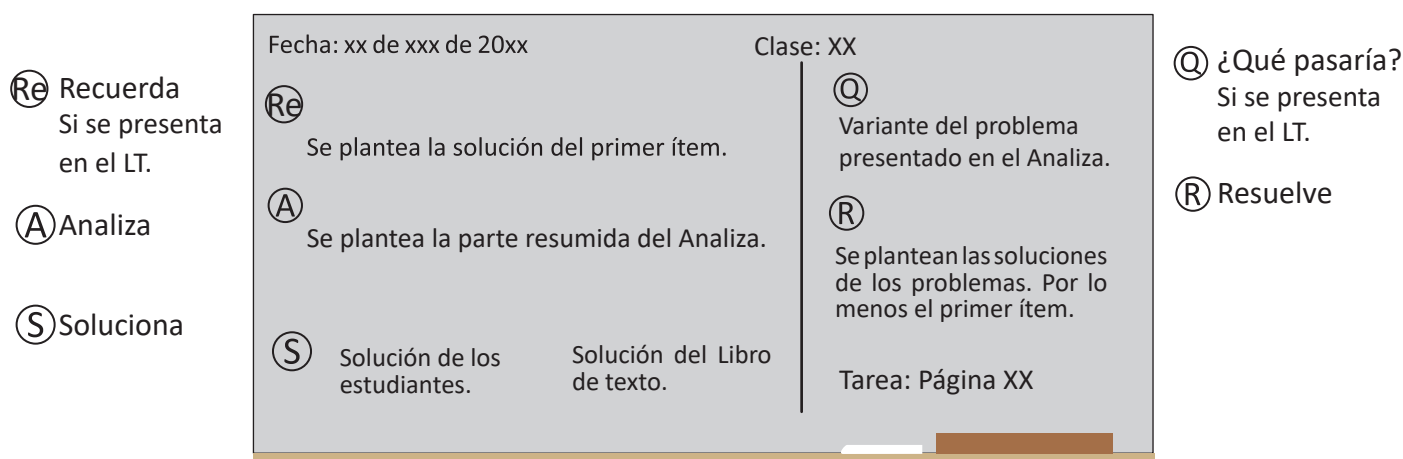 Re Recuerda
Si se presenta
en el LT.
A Analiza
S Soluciona
Fecha: xx de xxx de 20xx
Clase: XX
Re
Se plantea la solución del primer ítem.
A
Se plantea la parte resumida del Analiza.
S
Solución de los
estudiantes.
Solución del Libro
de texto.
Q
Variante del problema
presentado en el Analiza.
R
Se plantean las soluciones
de los problemas. Por lo
menos el primer ítem.
Tarea: Página XX
Q ¿Qué pasaría?
Si se presenta
en el LT.
R Resuelve